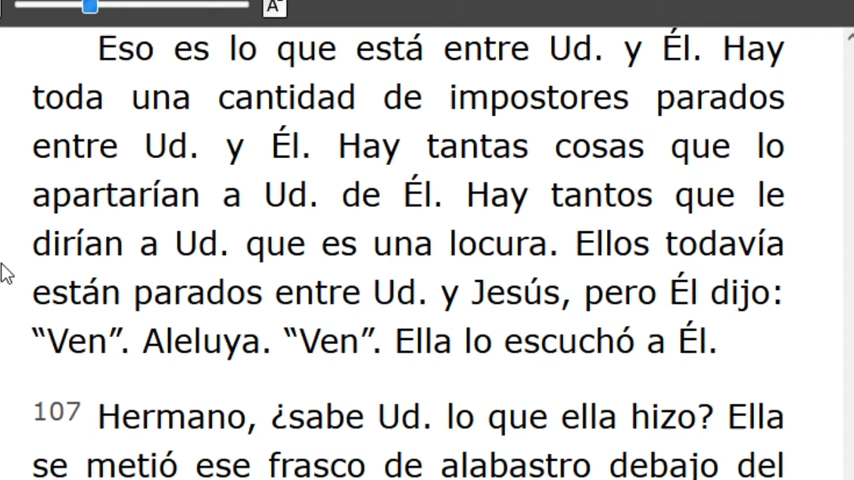 A
Eso es lo que está entre Ud. y Él. Hay
toda una cantidad de impostores parados
entre Ud. y Él. Hay tantas cosas que lo
apartarían a Ud. de Él. Hay tantos que le
dirían a Ud. que es una locura. Ellos todavía
están parados entre Ud. y Jesús, pero Él dijo:
“Ven”. Aleluya. “Ven”. Ella lo escuchó a Él.
107 Hermano, ¿sabe Ud. lo que ella hizo? Ella
se metió ese frasco de alabastro debajo del